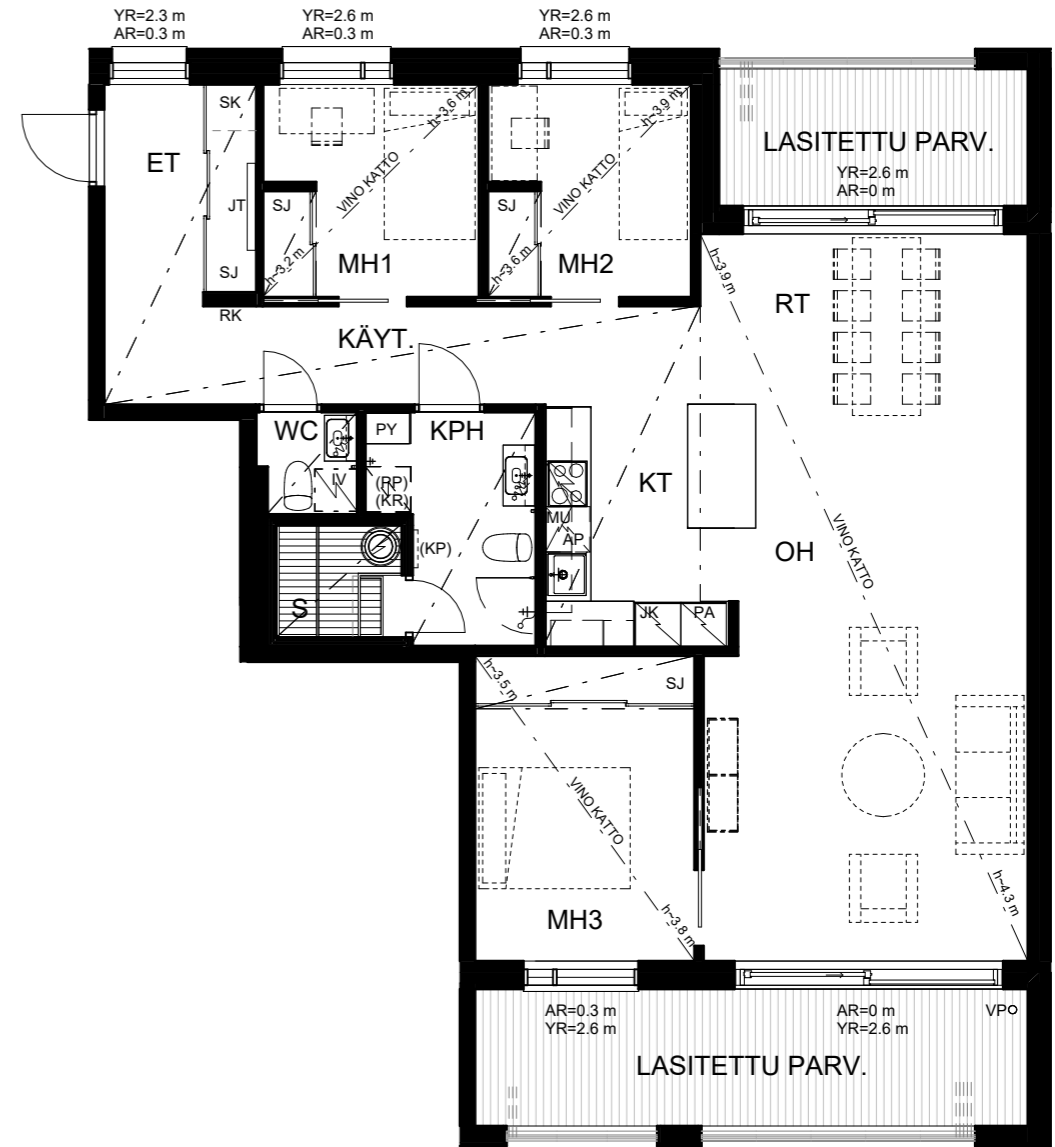 YR=2.3 m
AR=0.3 m
YR=2.6 m
AR=0.3 m
YR=2.6 m
AR=0.3 m
SK
ET
JT
SJ
RK
h~3.6 m
VINO KATTO
SJ
h~3.2 m
MH1
h~3.9 m
VINO KATTO
SJ
h~3.6 m
MH2
LASITETTU PARV.
YR=2.6 m
AR=0 m
h~3.9 m
RT
KÄYT.
WC
IV
PY
KPH
(PP)
(KR)
(KP)
S
MU
AP
KT
JK
PA
OH
VINO KATTO
h~4.3 m
h~3.5 m
SJ
VINO KATTO
h~3.8 m
MH3
AR=0.3 m
YR=2.6 m
AR=0 m
YR=2.6 m
VP
LASITETTU PARV.